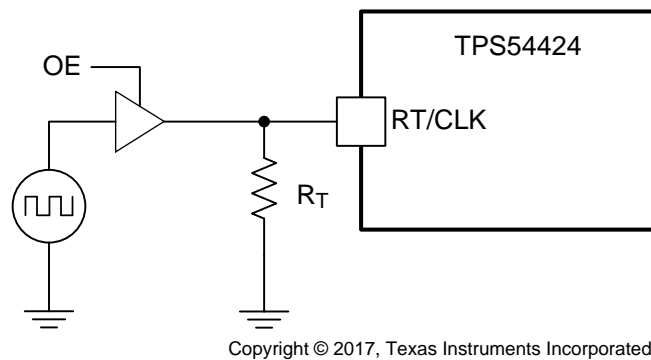 TPS54424
OE
RT/CLK
RT
Copyright © 2017, Texas Instruments Incorporated